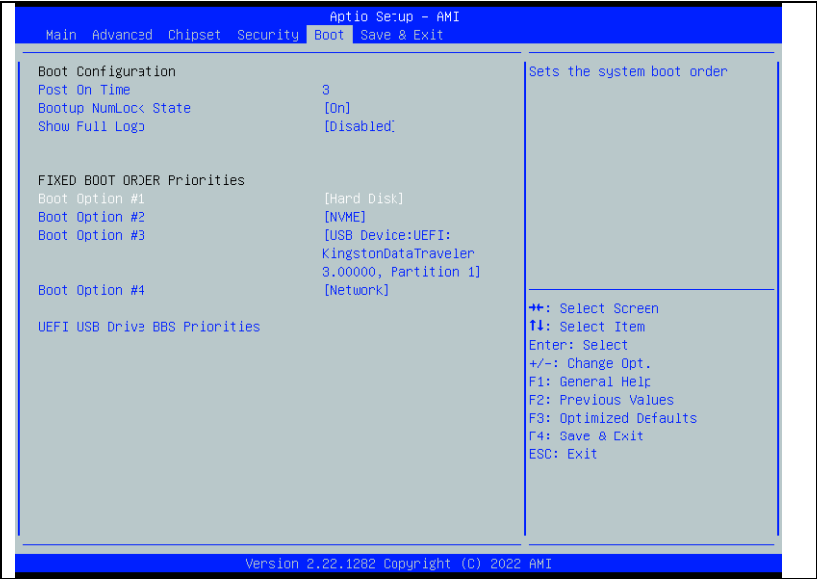 Aptio Setup - AMI
Main Advanced Chipset Security Boot Save & Exit
Boot Configuration
Post On Time 3
Bootup NumLock State [On]
Show Full Logo [Disabled]
FIXED BOOT ORDER Priorities
Boot Option #1 [Hard Disk]
Boot Option #2 [NVME]
Boot Option #3 [USB Device:UEFI:
KingstonDataTraveler
3.00000, Partition 1]
Boot Option #4 [Network]
UEFI USB Drive BBS Priorities
Sets the system boot order
→←: Select Screen
↑↓: Select Item
Enter: Select
+/-: Change Opt.
F1: General Help
F2: Previous Values
F3: Optimized Defaults
F4: Save & Exit
ESC: Exit
Version 2.22.1282 Copyright (C) 2022 AMI